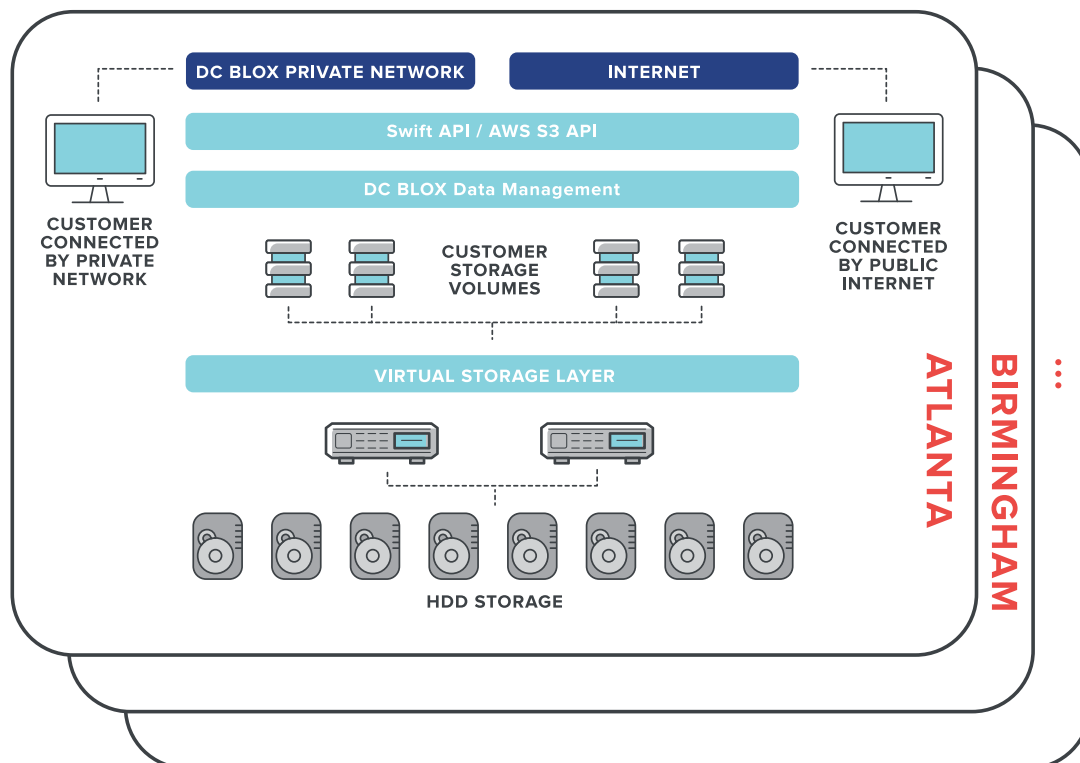 DC BLOX PRIVATE NETWORK
INTERNET
Swift API / AWS S3 API
DC BLOX Data Management
CUSTOMER
CONNECTED
BY PRIVATE
NETWORK
CUSTOMER
STORAGE
VOLUMES
CUSTOMER
CONNECTED
BY PUBLIC
INTERNET
VIRTUAL STORAGE LAYER
HDD STORAGE
ATLANTA
BIRMINGHAM
...